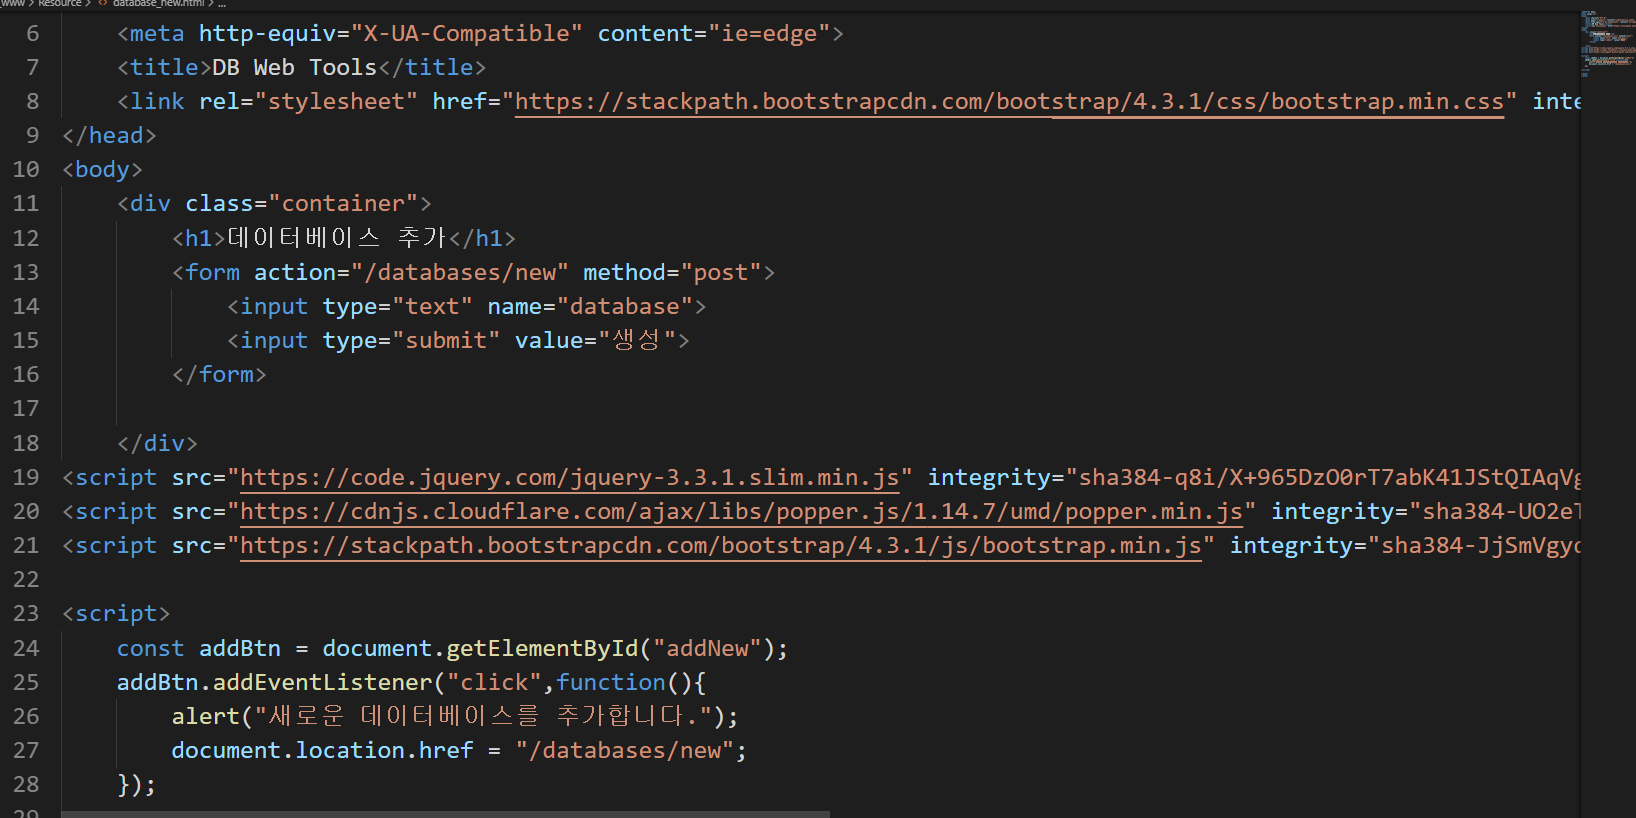 _www > Resource > <> database_new.html > ...
6 <meta http-equiv="X-UA-Compatible" content="ie=edge">
7 <title>DB Web Tools</title>
8 <link rel="stylesheet" href="https://stackpath.bootstrapcdn.com/bootstrap/4.3.1/css/bootstrap.min.css" inte
9 </head>
10 <body>
11 <div class="container">
12 <h1>데이터베이스 추가</h1>
13 <form action="/databases/new" method="post">
14 <input type="text" name="database">
15 <input type="submit" value="생성">
16 </form>
17
18 </div>
19 <script src="https://code.jquery.com/jquery-3.3.1.slim.min.js" integrity="sha384-q8i/X+965DzO0rT7abK41JStQIAqVg
20 <script src="https://cdnjs.cloudflare.com/ajax/libs/popper.js/1.14.7/umd/popper.min.js" integrity="sha384-UO2eT
21 <script src="https://stackpath.bootstrapcdn.com/bootstrap/4.3.1/js/bootstrap.min.js" integrity="sha384-JjSmVgyd
22
23 <script>
24 const addBtn = document.getElementById("addNew");
25 addBtn.addEventListener("click",function(){
26 alert("새로운 데이터베이스를 추가합니다.");
27 document.location.href = "/databases/new";
28 });
29